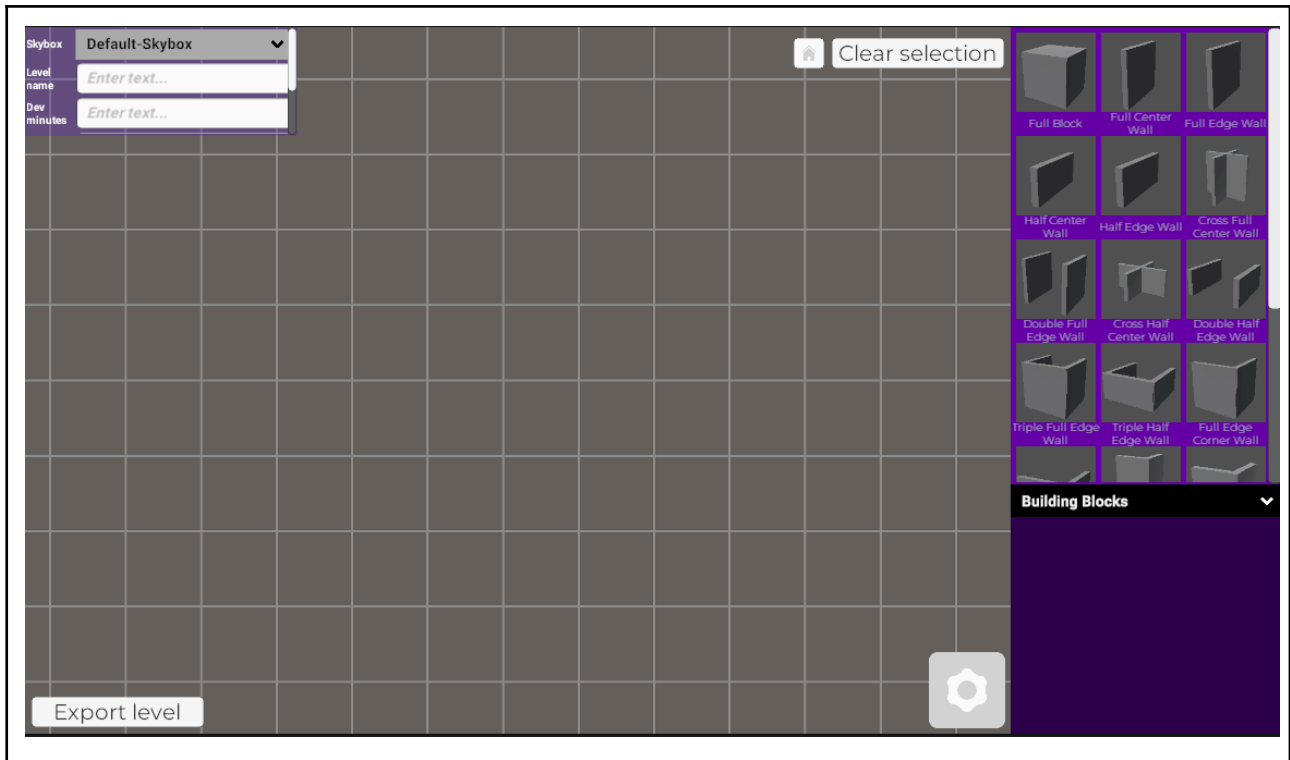 Skybox
Default-Skybox
Level
name
Enter text...
Dev
minutes
Enter text...
Clear selection
Full Block
Full Center
Wall
Full Edge Wall
Half Center
Wall
Half Edge Wall
Cross Full
Center Wall
Double Full
Edge Wall
Cross Half
Center Wall
Double Half
Edge Wall
Triple Full Edge
Wall
Triple Half
Edge Wall
Full Edge
Corner Wall
Building Blocks
Export level